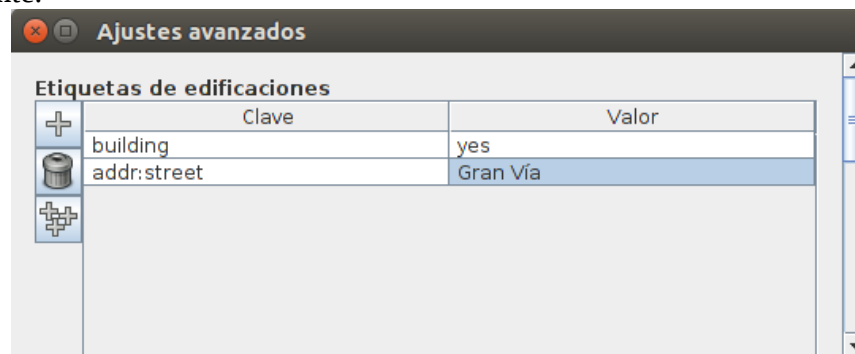 Ajustes avanzados
Etiquetas de edificaciones
Clave Valor
building yes
addr:street Gran Vía